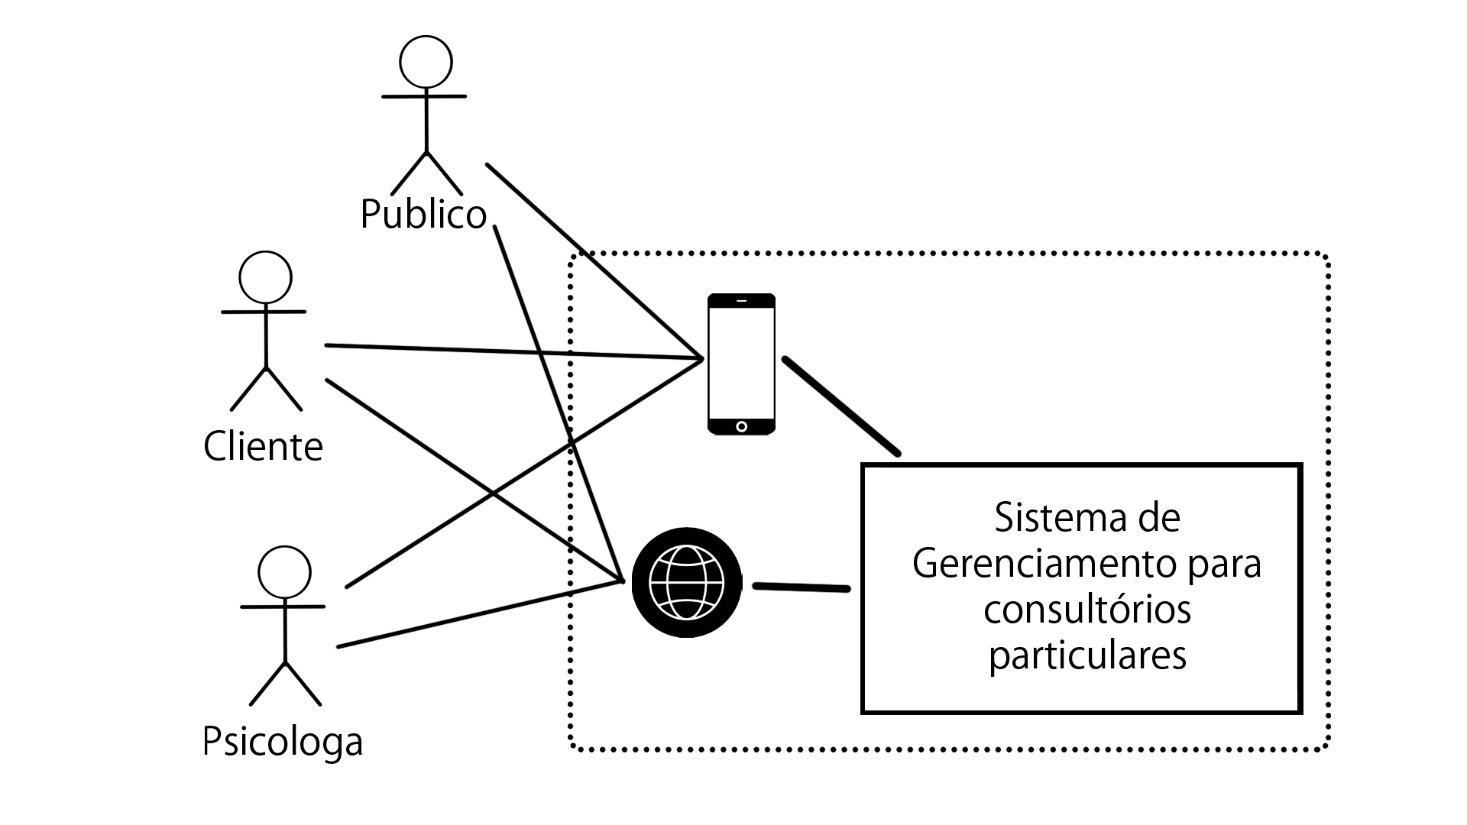 Publico
Cliente
Psicologa
Sistema de
Gerenciamento para
consultórios
particulares